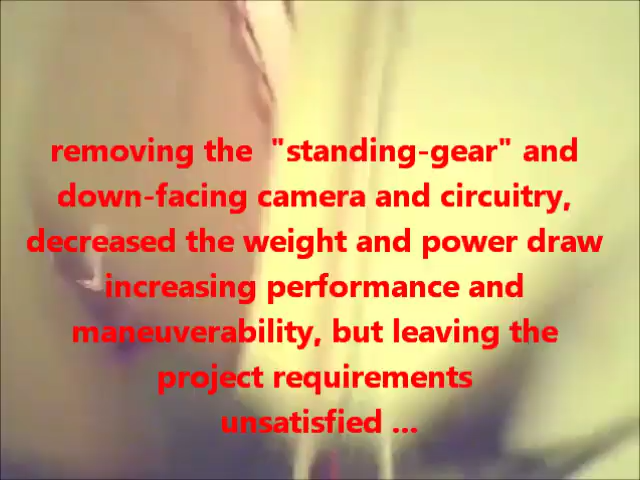 removing the  "standing-gear" and
down-facing camera and circuitry,
decreased the weight and power draw
increasing performance and
maneuverability, but leaving the
project requirements
unsatisfied ...